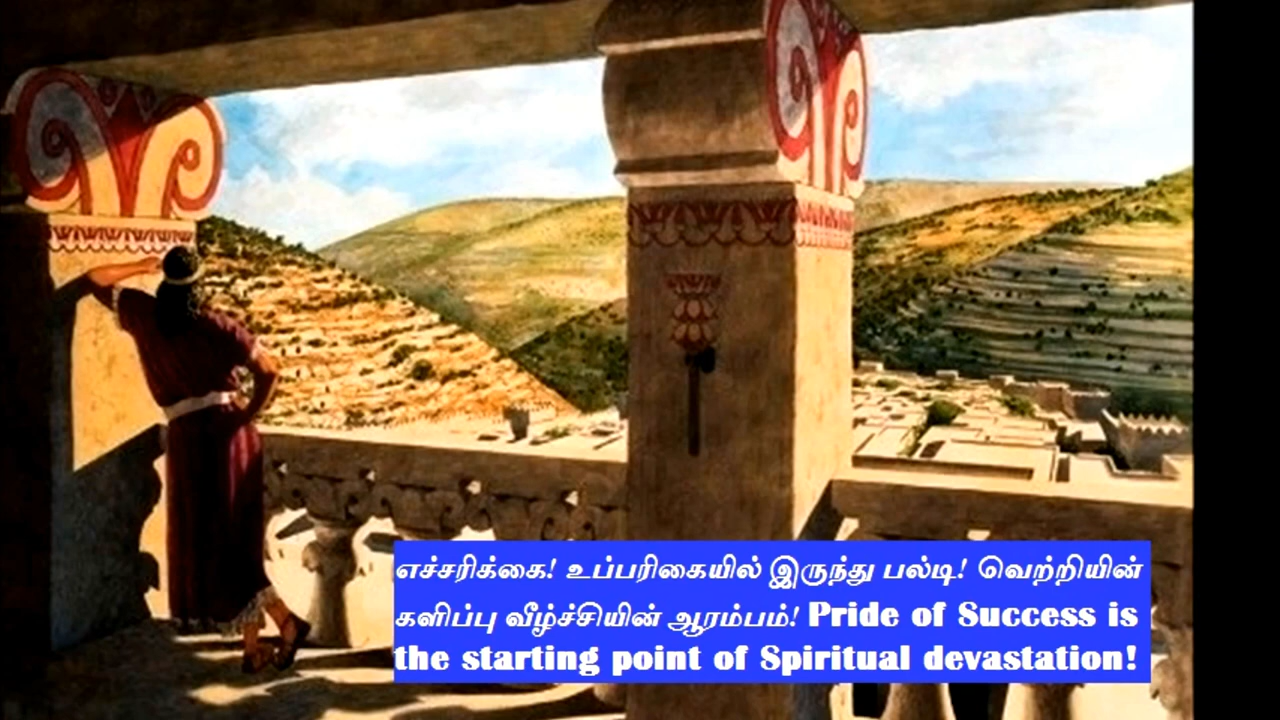 எச்சரிக்கை! உப்பரிகையில் இருந்து பல்டி! வெற்றியின்
களிப்பு வீழ்ச்சியின் ஆரம்பம்! Pride of Success is
the starting point of Spiritual devastation!